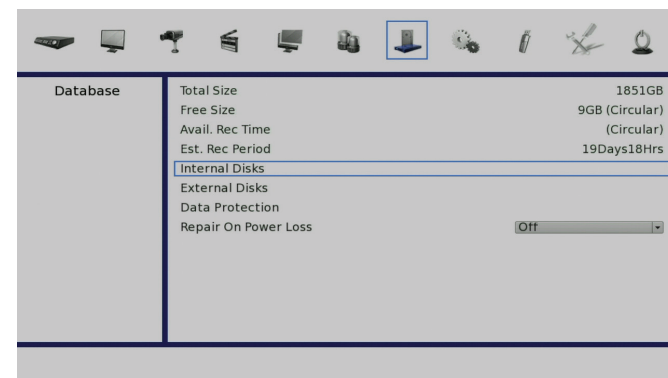 Database
Total Size 1851GB
Free Size 9GB (Circular)
Avail. Rec Time (Circular)
Est. Rec Period 19Days18Hrs
Internal Disks
External Disks
Data Protection
Repair On Power Loss Off